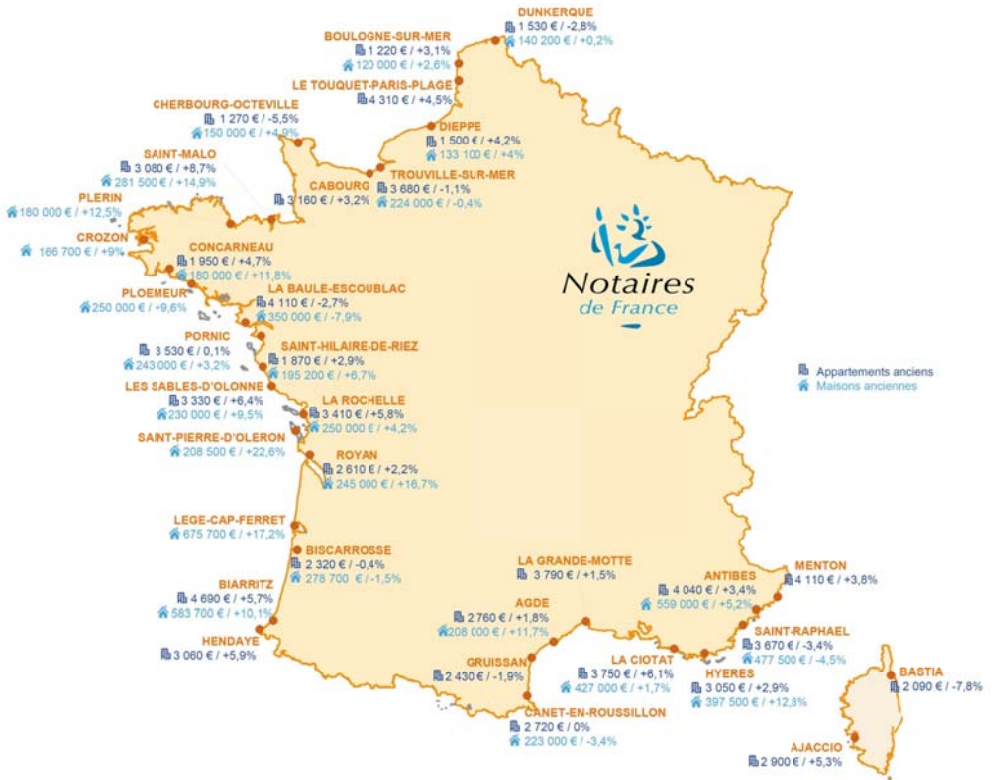 DUNKERQUE
1 530 € / -2,8%
140 200 € / +0,2%
BOULOGNE-SUR-MER
1 220 € / +3,1%
120 000 € / +2,6%
LE TOUQUET-PARIS-PLAGE
4 310 € / +4,5%
CHERBOURG-OCTEVILLE
1 270 € / -5,5%
150 000 € / +4,9%
DIEPPE
1 500 € / +4,2%
133 100 € / +4%
SAINT-MALO
3 080 € / +8,7%
281 500 € / +14,9%
CABOURG
3 160 € / +3,2%
TROUVILLE-SUR-MER
3 680 € / -1,1%
224 000 € / -0,4%
PLERIN
180 000 € / +12,5%
CROZON
166 700 € / +9%
CONCARNEAU
1 950 € / +4,7%
180 000 € / +11,8%
Notaires
de France
PLOEMEUR
250 000 € / +9,6%
LA BAULE-ESCOUBLAC
4 110 € / -2,7%
350 000 € / -7,9%
PORNIC
3 530 € / 0,1%
243 000 € / +3,2%
SAINT-HILAIRE-DE-RIEZ
1 870 € / +2,9%
195 200 € / +6,7%
Appartements anciens
Maisons anciennes
LES SABLES-D'OLONNE
3 330 € / +6,4%
230 000 € / +9,5%
LA ROCHELLE
3 410 € / +5,8%
250 000 € / +4,2%
SAINT-PIERRE-D'OLERON
208 500 € / +22,6%
ROYAN
2 610 € / +2,2%
245 000 € / +16,7%
LEGE-CAP-FERRET
675 700 € / +17,2%
BISCARROSSE
2 320 € / -0,4%
278 700 € / -1,5%
LA GRANDE-MOTTE
3 790 € / +1,5%
MENTON
4 110 € / +3,8%
ANTIBES
4 040 € / +3,4%
559 000 € / +5,2%
BIARRITZ
4 690 € / +5,7%
583 700 € / +10,1%
AGDE
2 760 € / +1,8%
208 000 € / +11,7%
HENDAYE
3 060 € / +5,9%
SAINT-RAPHAEL
3 670 € / -3,4%
477 500 € / -4,5%
GRUISSAN
2 430 € / -1,9%
LA CIOTAT
3 750 € / +6,1%
427 000 € / +1,7%
HYERES
3 050 € / +2,9%
397 500 € / +12,8%
BASTIA
2 090 € / -7,8%
CANET-EN-ROUSSILLON
2 720 € / 0%
223 000 € / -3,4%
AJACCIO
2 900 € / +5,3%